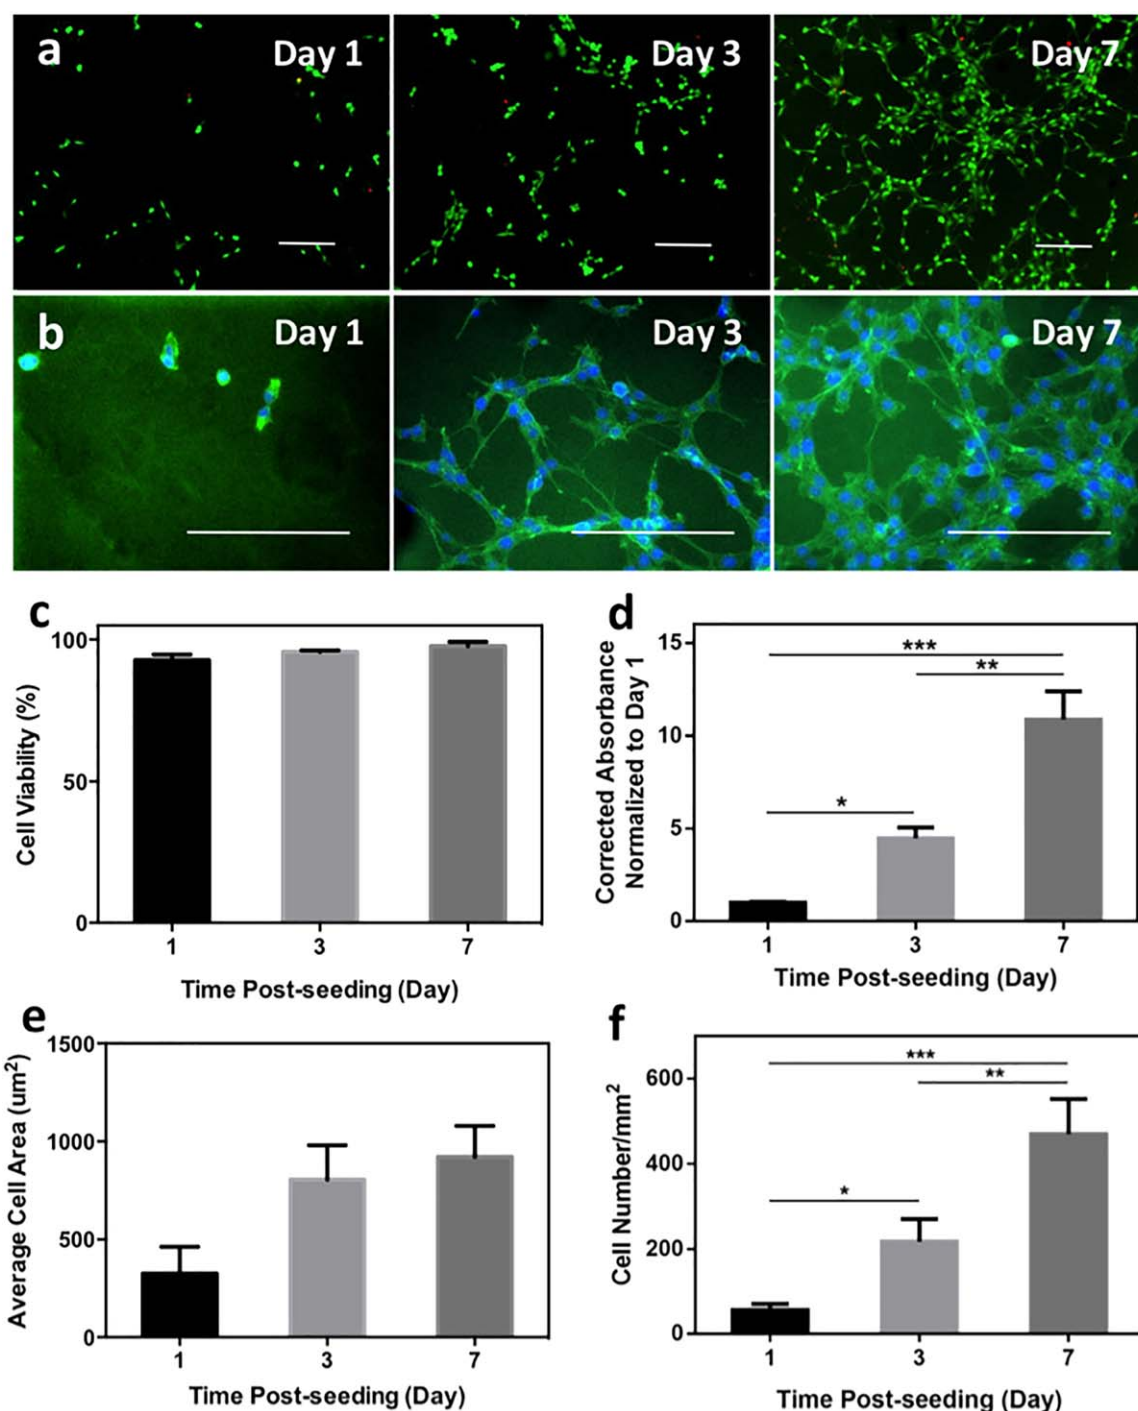 a
Day 1
Day 3
Day 7
b
Day 1
Day 3
Day 7
c
100
50
0
Cell Viability (%)
1 3 7
Time Post-seeding (Day)
d
15
10
5
0
Corrected Absorbance
Normalized to Day 1
***
**
*
1 3 7
Time Post-seeding (Day)
e
1500
1000
500
0
Average Cell Area (um²)
1 3 7
Time Post-seeding (Day)
f
600
400
200
0
Cell Number/mm²
***
**
*
1 3 7
Time Post-seeding (Day)